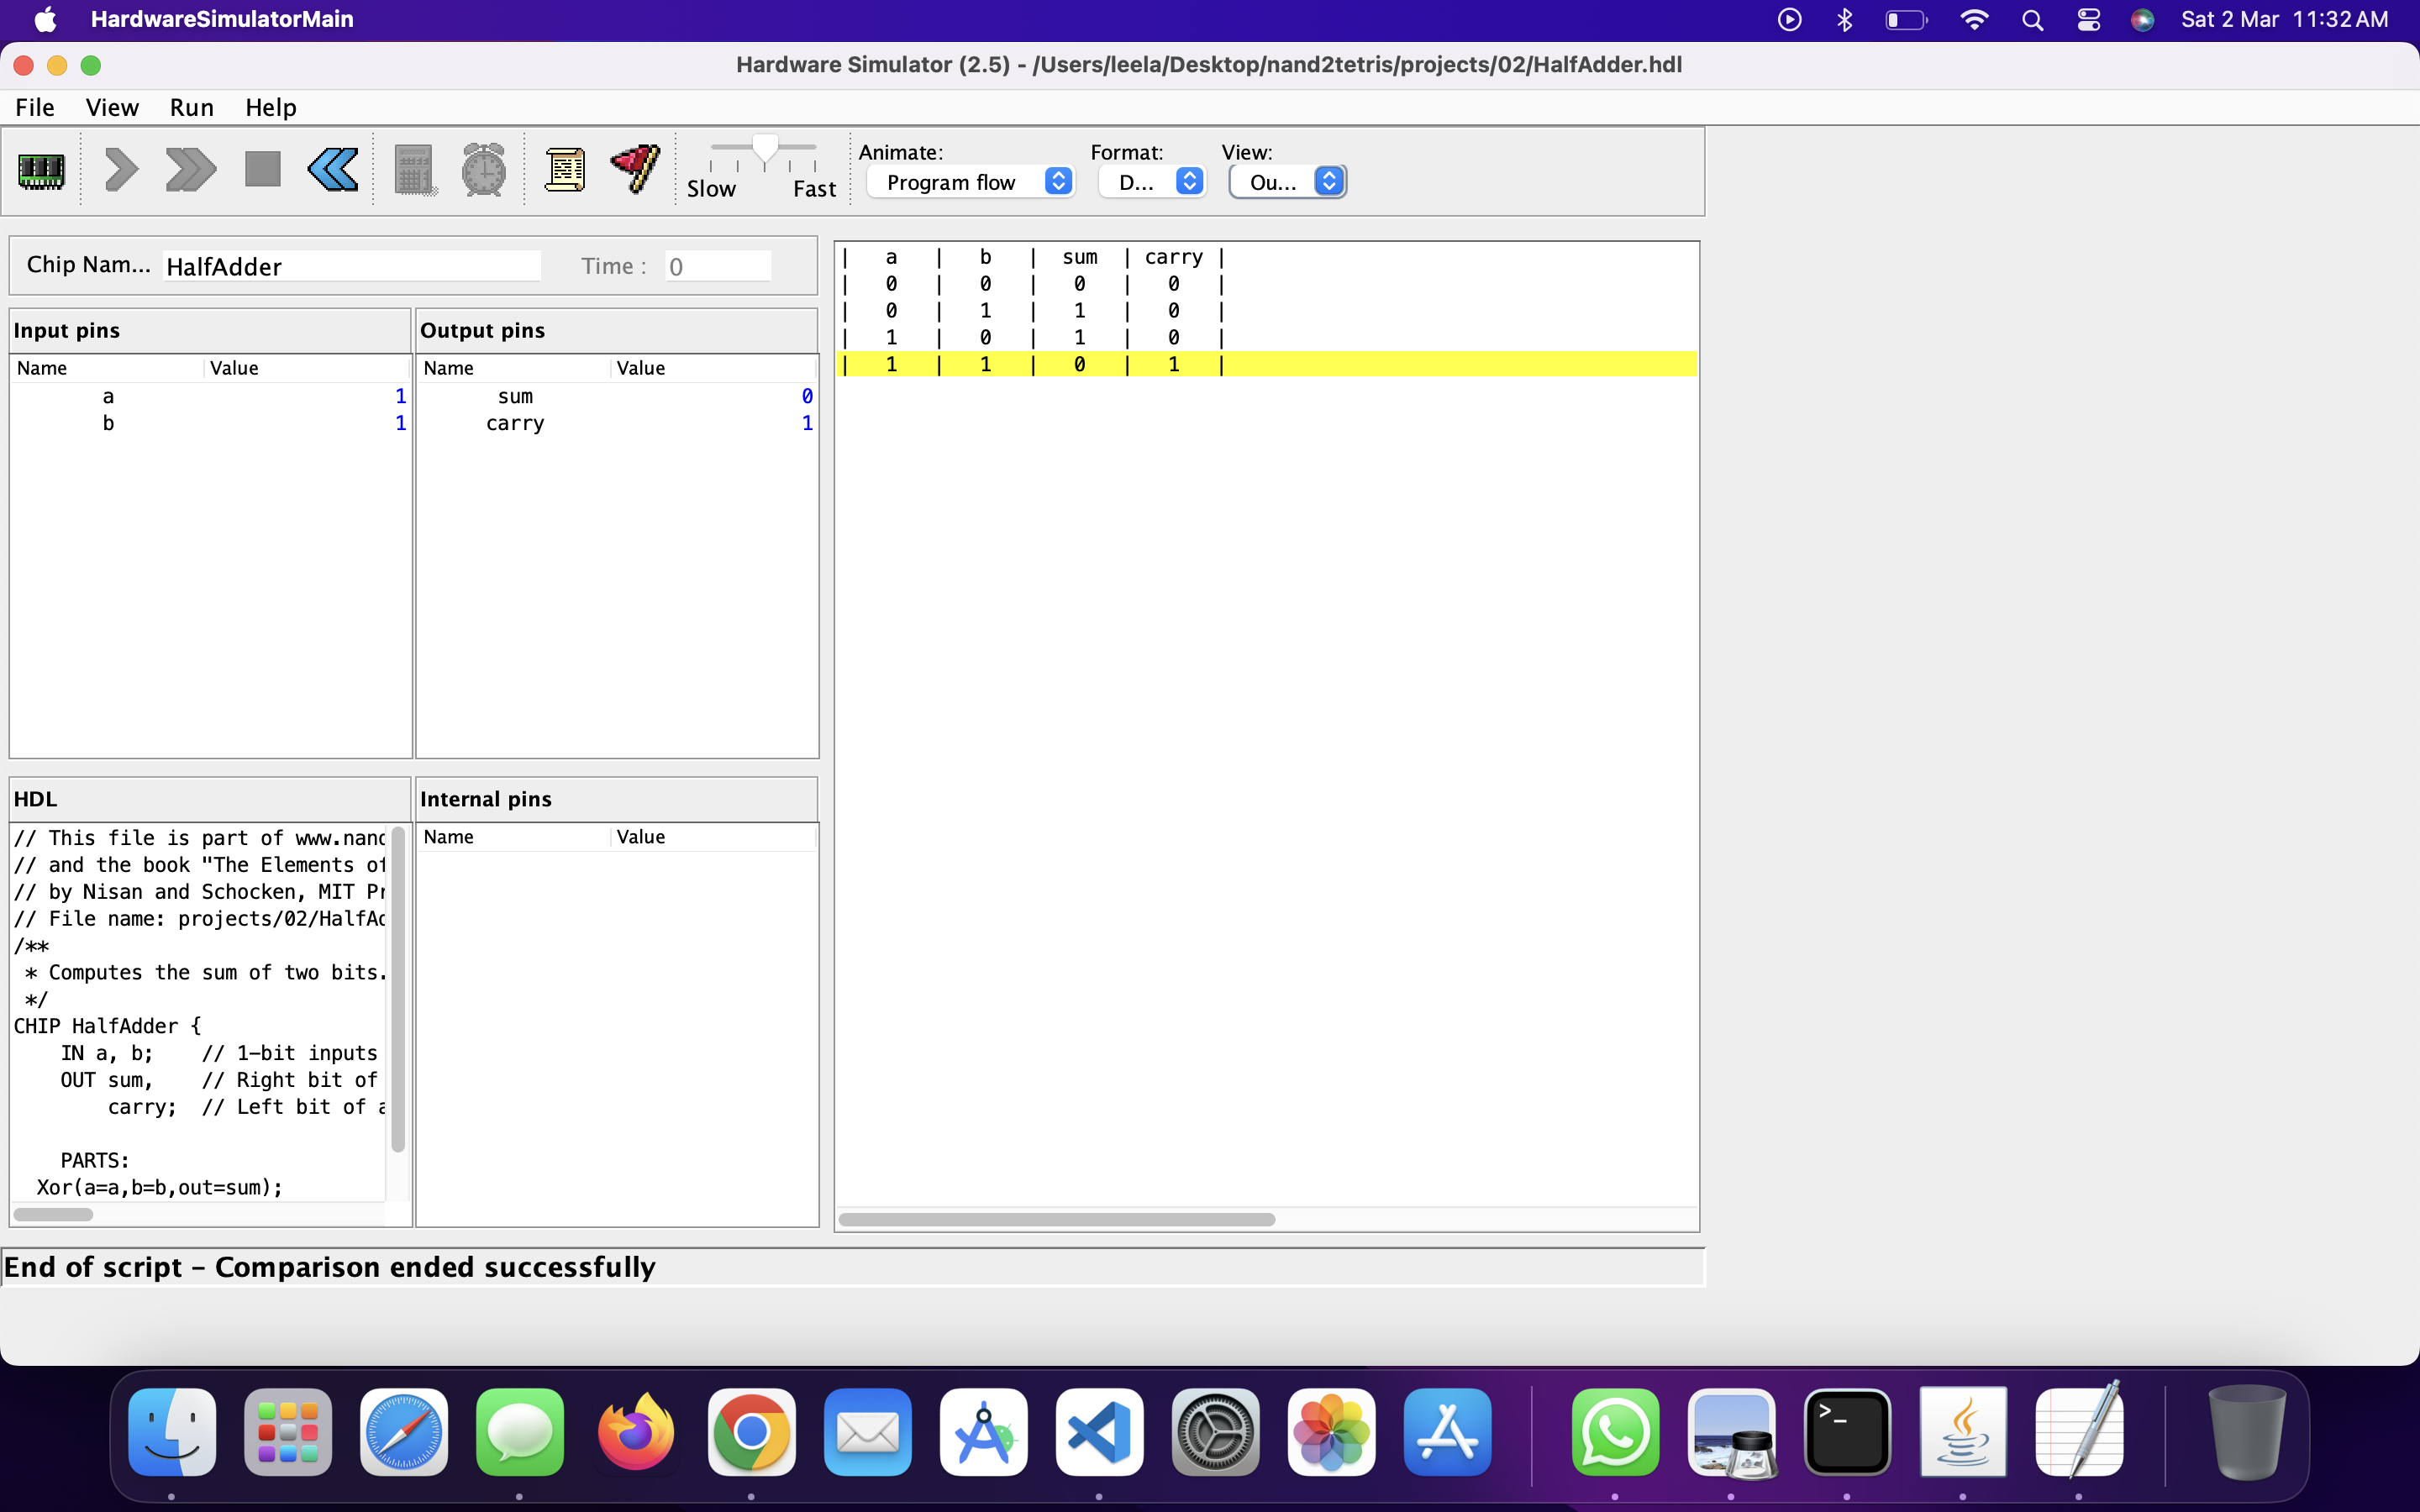 HardwareSimulatorMain
Sat 2 Mar 11:32 AM
Hardware Simulator (2.5) - /Users/leela/Desktop/nand2tetris/projects/02/HalfAdder.hdl
File View Run Help
Animate: Format: View:
Slow Fast Program flow D... Ou...
Chip Nam... HalfAdder Time : 0
Input pins
Name Value
a 1
b 1
Output pins
Name Value
sum 0
carry 1
| a | b | sum | carry |
| 0 | 0 | 0 | 0 |
| 0 | 1 | 1 | 0 |
| 1 | 0 | 1 | 0 |
| 1 | 1 | 0 | 1 |
HDL
// This file is part of www.nand
// and the book "The Elements of
// by Nisan and Schocken, MIT Pr
// File name: projects/02/HalfAd
/**
* Computes the sum of two bits.
*/
CHIP HalfAdder {
IN a, b; // 1-bit inputs
OUT sum, // Right bit of
carry; // Left bit of a
PARTS:
Xor(a=a,b=b,out=sum);
Internal pins
Name Value
End of script - Comparison ended successfully